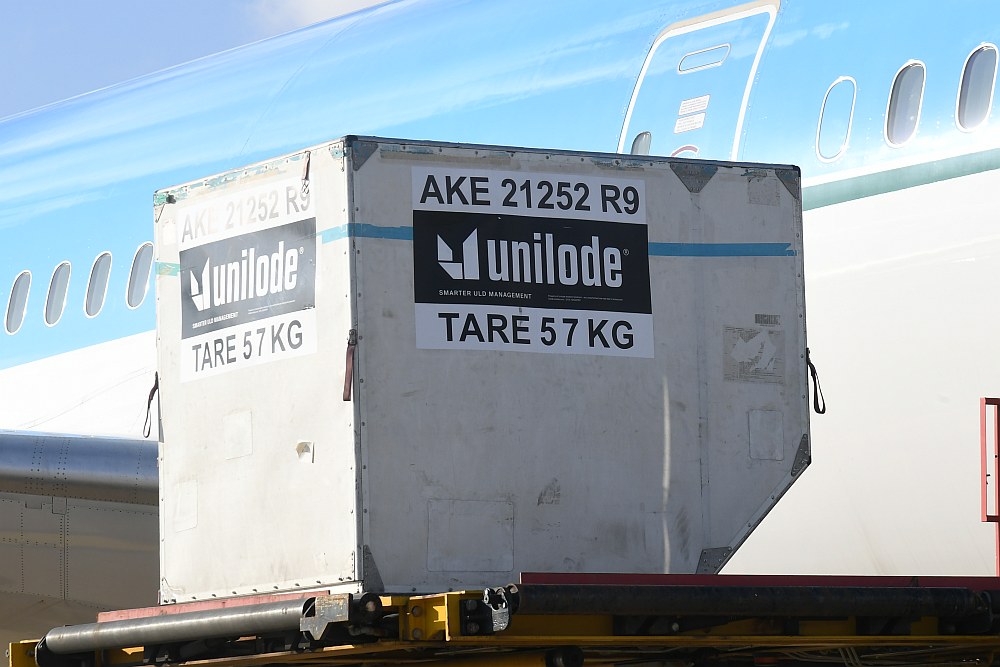 AKE 21252 R9
unilode®
SMARTER ULD MANAGEMENT
TARE 57 KG
AKE 21252 R9
unilode®
SMARTER ULD MANAGEMENT
TARE 57 KG